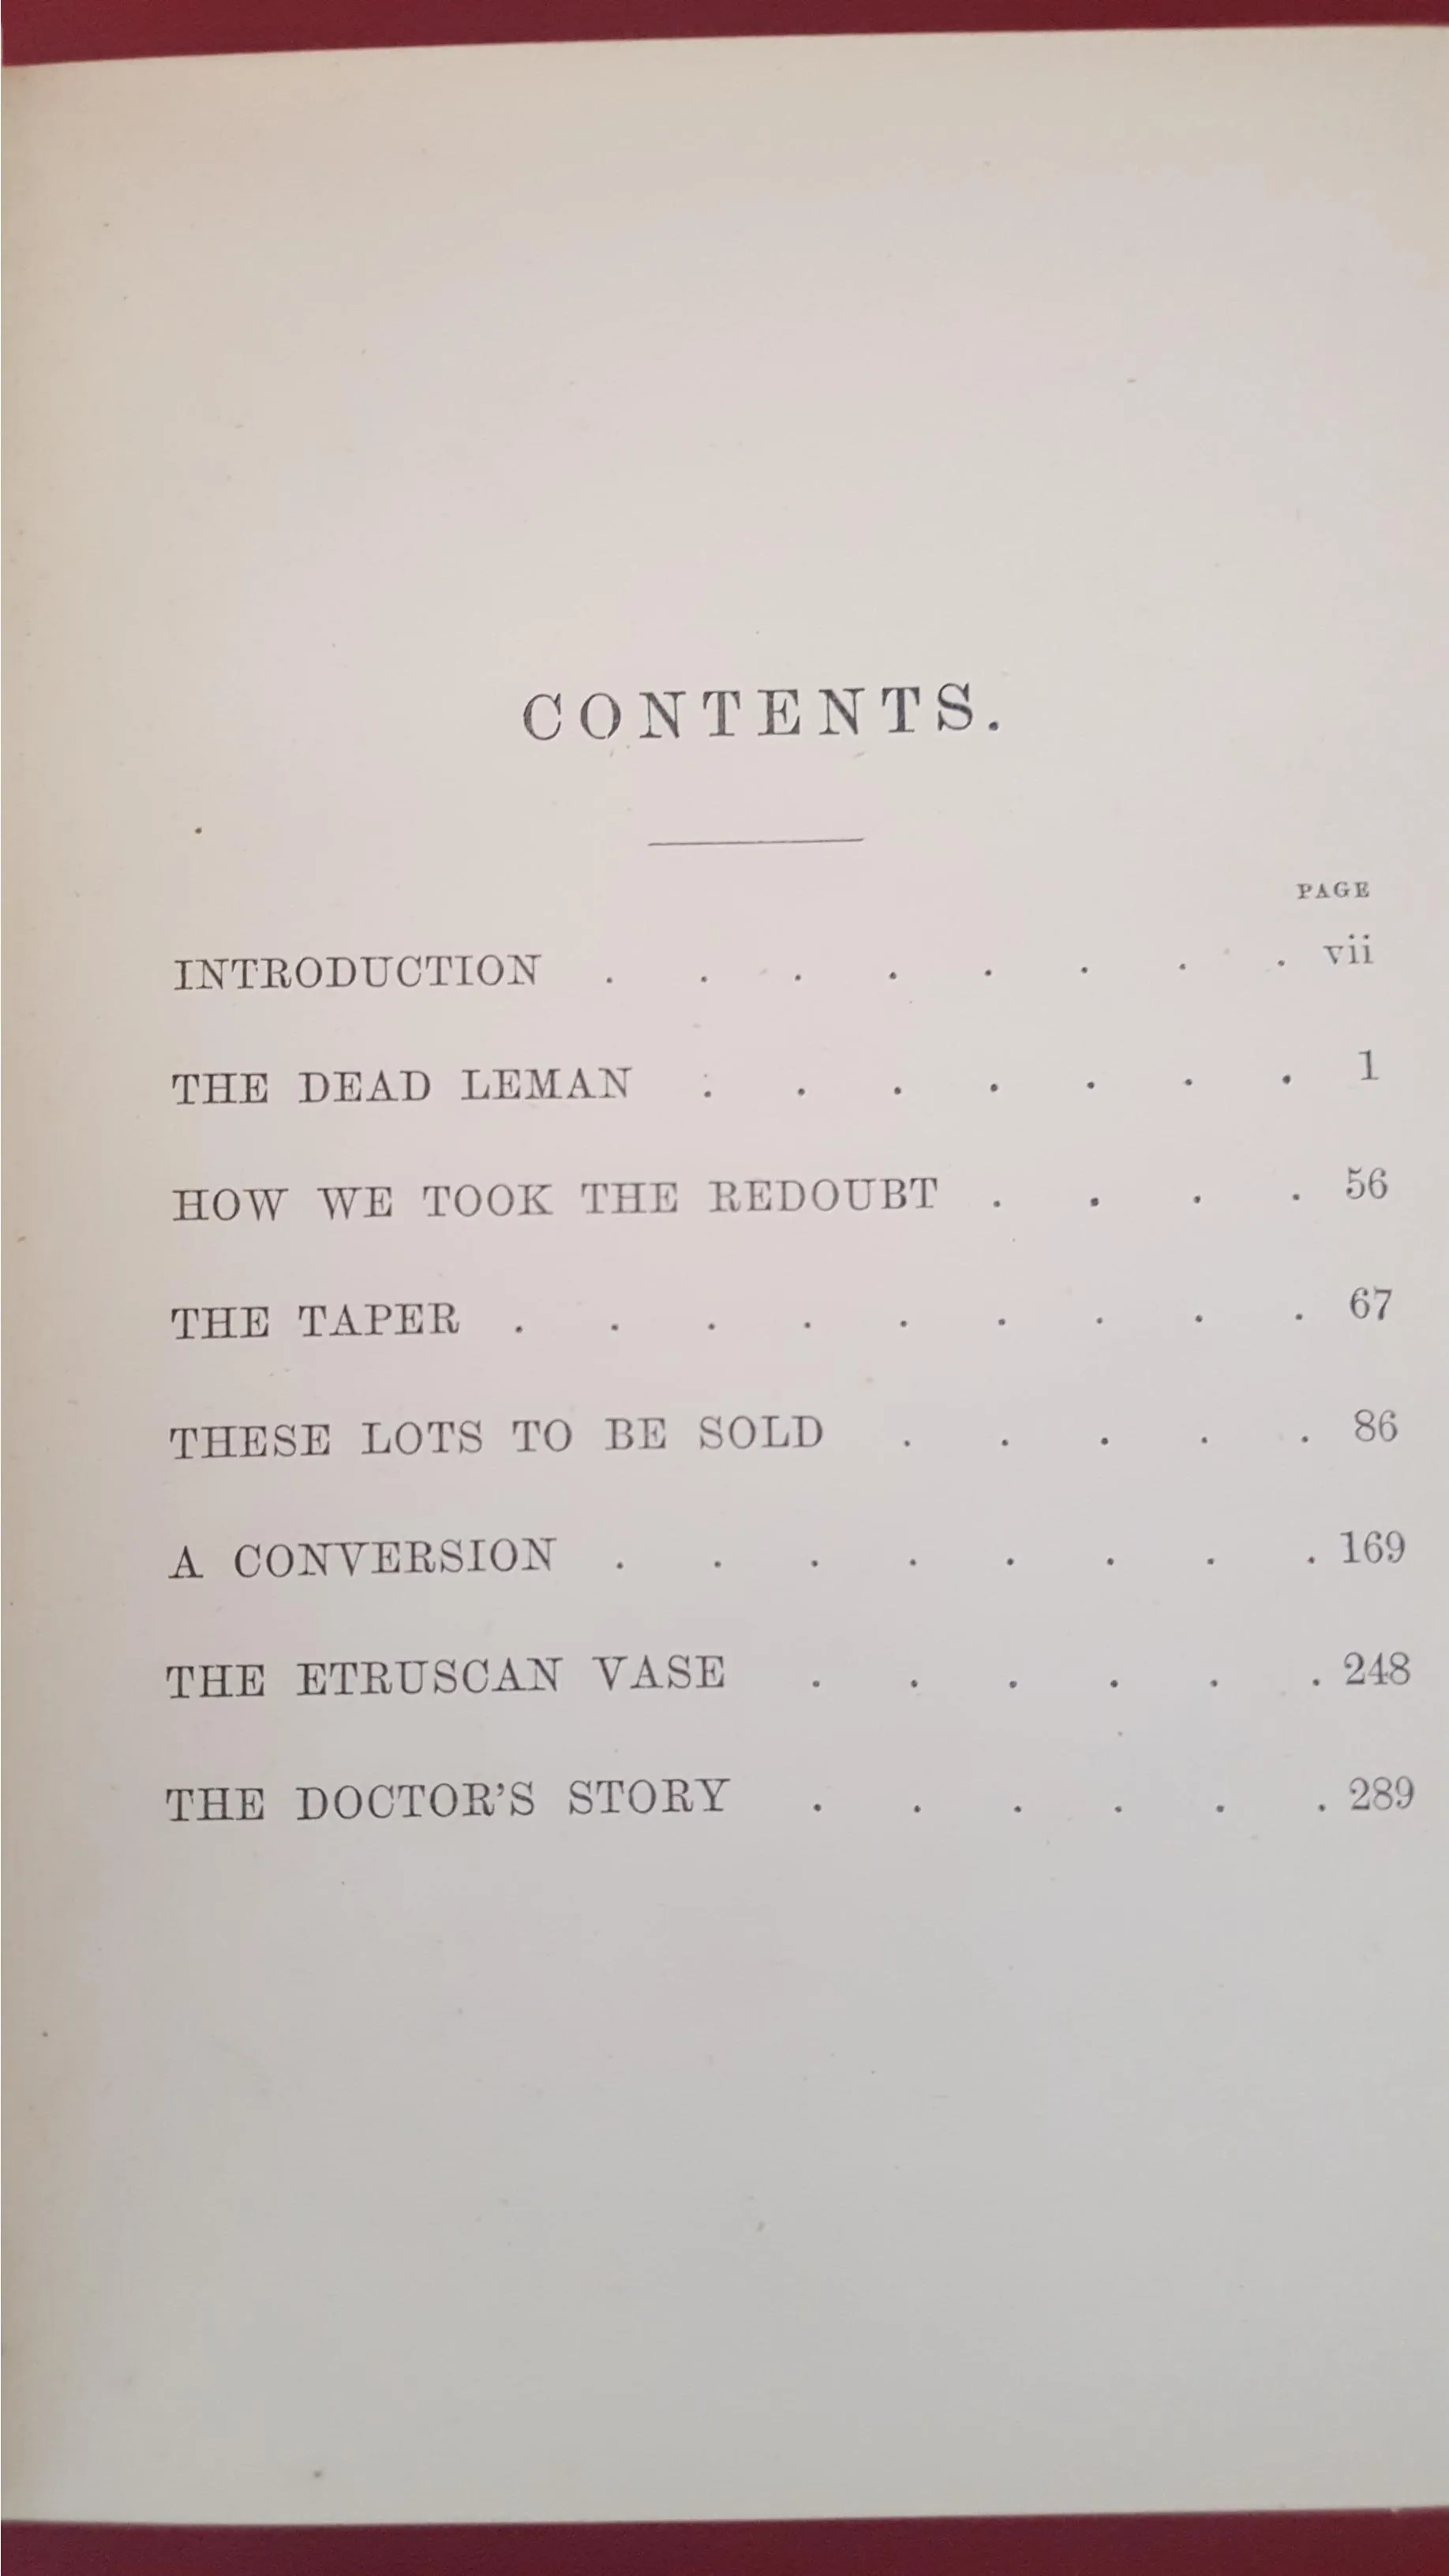 CONTENTS.
PAGE
INTRODUCTION . . . . . . . . vii
THE DEAD LEMAN . . . . . . . 1
HOW WE TOOK THE REDOUBT . . . . 56
THE TAPER . . . . . . . . . 67
THESE LOTS TO BE SOLD . . . . . 86
A CONVERSION . . . . . . . . 169
THE ETRUSCAN VASE . . . . . . 248
THE DOCTOR'S STORY . . . . . . 289